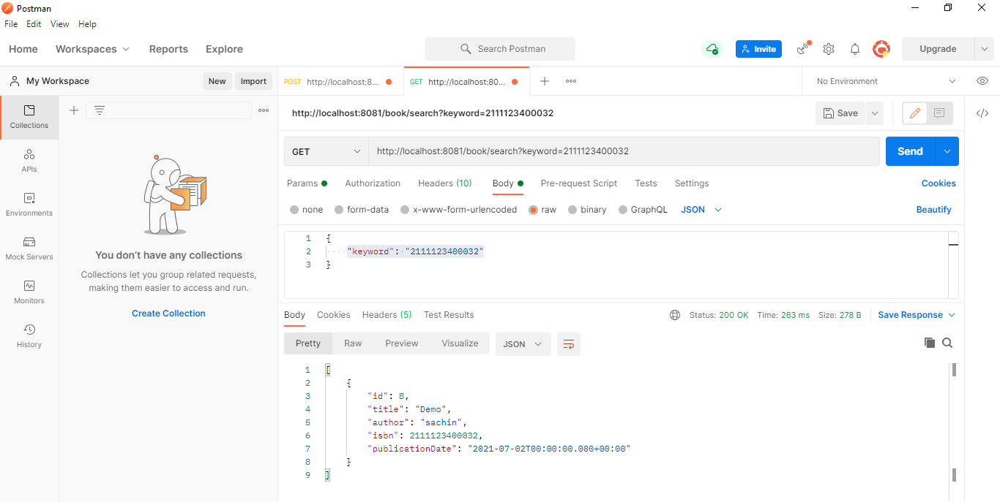 Postman
File Edit View Help
Home Workspaces Reports Explore Search Postman Invite Upgrade
My Workspace New Import POST http://localhost:8... GET http://localhost:80... No Environment
Collections
APIs
Environments
Mock Servers
Monitors
History
You don't have any collections
Collections let you group related requests,
making them easier to access and run.
Create Collection
http://localhost:8081/book/search?keyword=2111123400032 Save
GET http://localhost:8081/book/search?keyword=2111123400032 Send
Params Authorization Headers (10) Body Pre-request Script Tests Settings Cookies
none form-data x-www-form-urlencoded raw binary GraphQL JSON Beautify
1 {
2 "keyword": "2111123400032"
3 }
Body Cookies Headers (5) Test Results Status: 200 OK Time: 263 ms Size: 278 B Save Response
Pretty Raw Preview Visualize JSON
1 [
2 {
3 "id": 8,
4 "title": "Demo",
5 "author": "sachin",
6 "isbn": 2111123400032,
7 "publicationDate": "2021-07-02T00:00:00.000+00:00"
8 }
9 ]